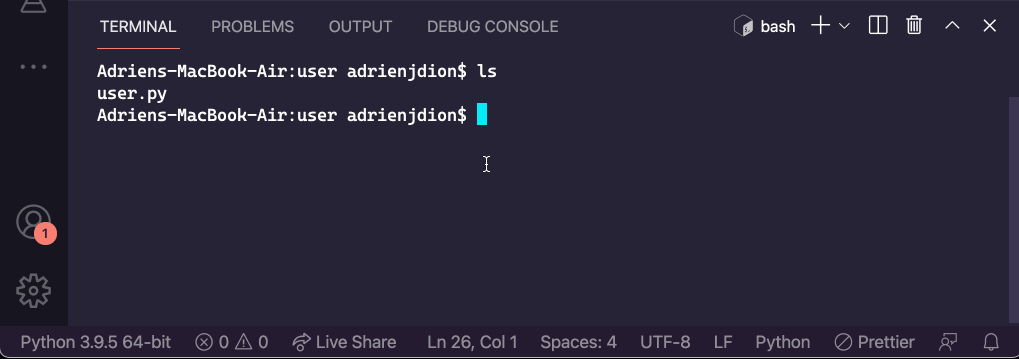 TERMINAL PROBLEMS OUTPUT DEBUG CONSOLE bash
Adriens-MacBook-Air:user adrienjdion$ ls
user.py
Adriens-MacBook-Air:user adrienjdion$
1
Python 3.9.5 64-bit 0 0 Live Share Ln 26, Col 1 Spaces: 4 UTF-8 LF Python Prettier